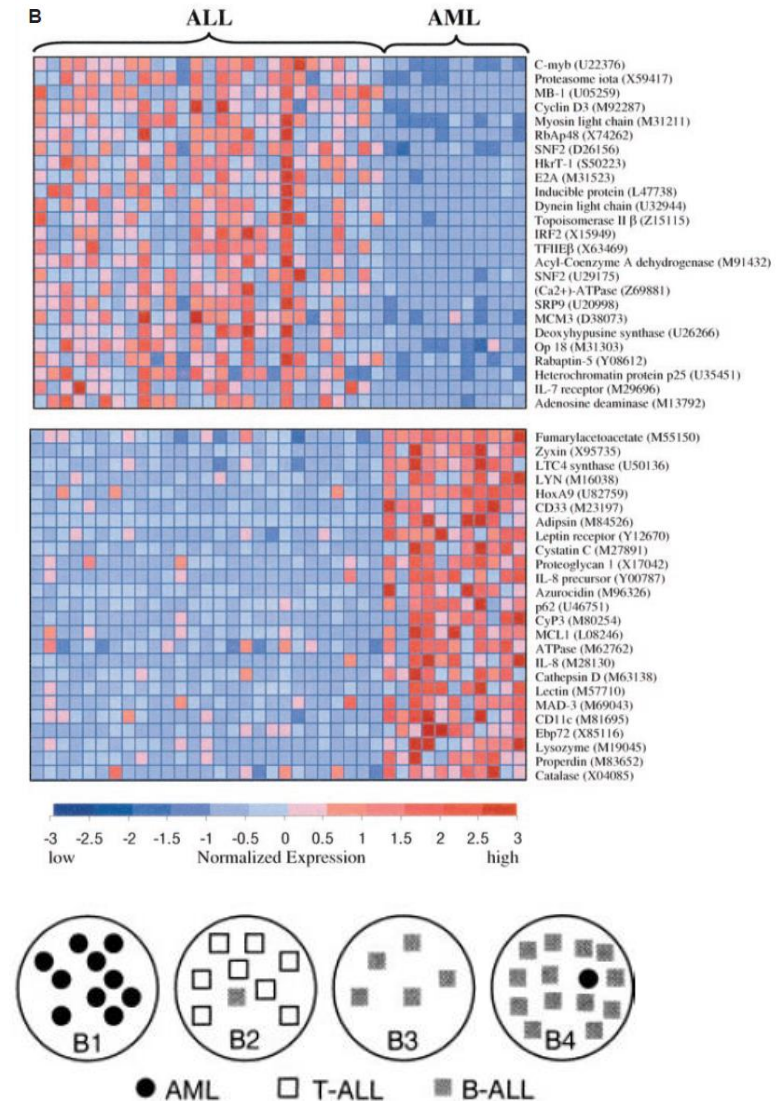 B
ALL AML
C-myb (U22376)
Proteasome iota (X59417)
MB-1 (U05259)
Cyclin D3 (M92287)
Myosin light chain (M31211)
RbAp48 (X74262)
SNF2 (D26156)
HkrT-1 (S50223)
E2A (M31523)
Inducible protein (L47738)
Dynein light chain (U32944)
Topoisomerase II β (Z15115)
IRF2 (X15949)
TFIIEβ (X63469)
Acyl-Coenzyme A dehydrogenase (M91432)
SNF2 (U29175)
(Ca2+)-ATPase (Z69881)
SRP9 (U20998)
MCM3 (D38073)
Deoxyhypusine synthase (U26266)
Op 18 (M31303)
Rabaptin-5 (Y08612)
Heterochromatin protein p25 (U35451)
IL-7 receptor (M29696)
Adenosine deaminase (M13792)
Fumarylacetoacetate (M55150)
Zyxin (X95735)
LTC4 synthase (U50136)
LYN (M16038)
HoxA9 (U82759)
CD33 (M23197)
Adipsin (M84526)
Leptin receptor (Y12670)
Cystatin C (M27891)
Proteoglycan 1 (X17042)
IL-8 precursor (Y00787)
Azurocidin (M96326)
p62 (U46751)
CyP3 (M80254)
MCL1 (L08246)
ATPase (M62762)
IL-8 (M28130)
Cathepsin D (M63138)
Lectin (M57710)
MAD-3 (M69043)
CD11c (M81695)
Ebp72 (X85116)
Lysozyme (M19045)
Properdin (M83652)
Catalase (X04085)
-3 -2.5 -2 -1.5 -1 -0.5 0 0.5 1 1.5 2 2.5 3
low Normalized Expression high
B1 B2 B3 B4
AML T-ALL B-ALL